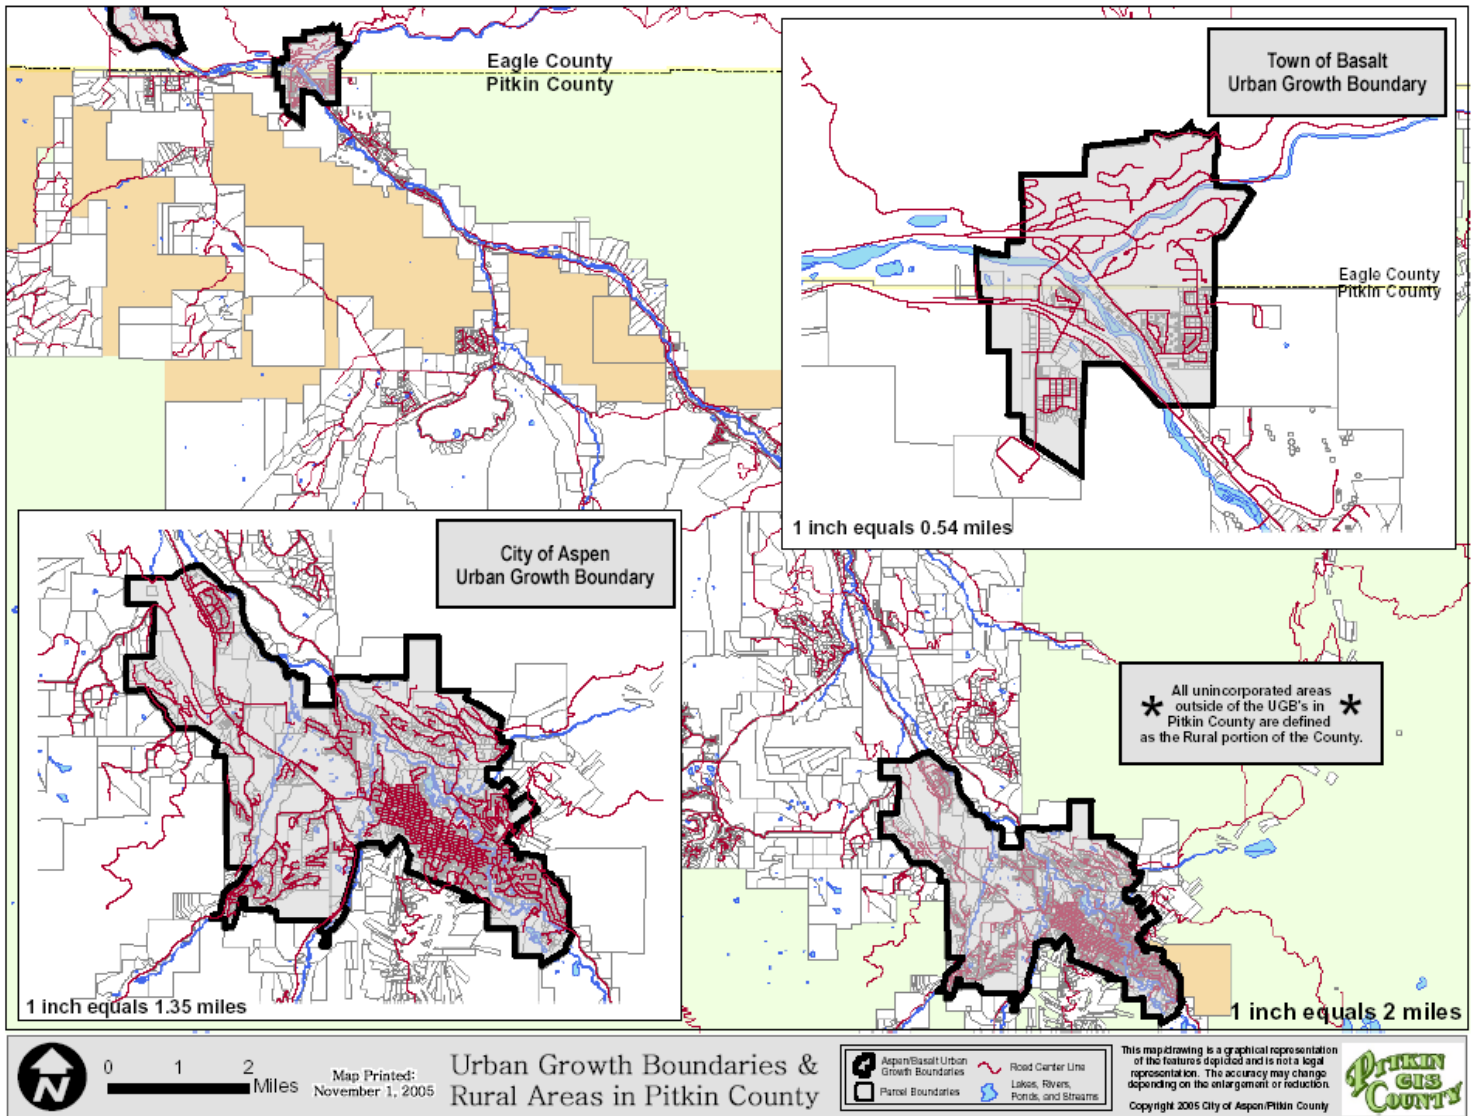 Eagle County
Pitkin County
Town of Basalt
Urban Growth Boundary
Eagle County
Pitkin County
1 inch equals 0.54 miles
City of Aspen
Urban Growth Boundary
1 inch equals 1.35 miles
* All unincorporated areas *
outside of the UGB's in
Pitkin County are defined
as the Rural portion of the County.
1 inch equals 2 miles
N
0 1 2
Miles
Map Printed:
November 1, 2005
Urban Growth Boundaries &
Rural Areas in Pitkin County
Aspen/Basalt Urban
Growth Boundaries
Parcel Boundaries
Road Center Line
Lakes, Rivers,
Ponds, and Streams
This map/drawing is a graphical representation
of the features depicted and is not a legal
representation. The accuracy may change
depending on the enlargement or reduction.
Copyright 2005 City of Aspen/Pitkin County
PITKIN
GIS
COUNTY